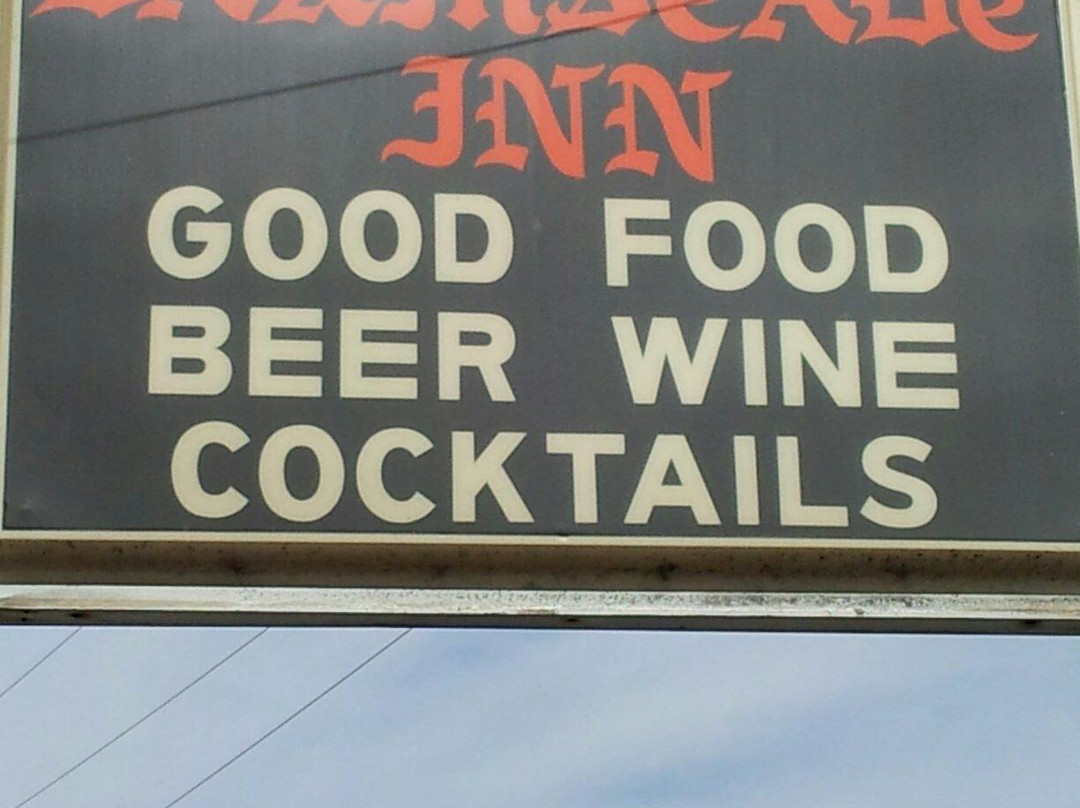 INN
GOOD FOOD
BEER WINE
COCKTAILS